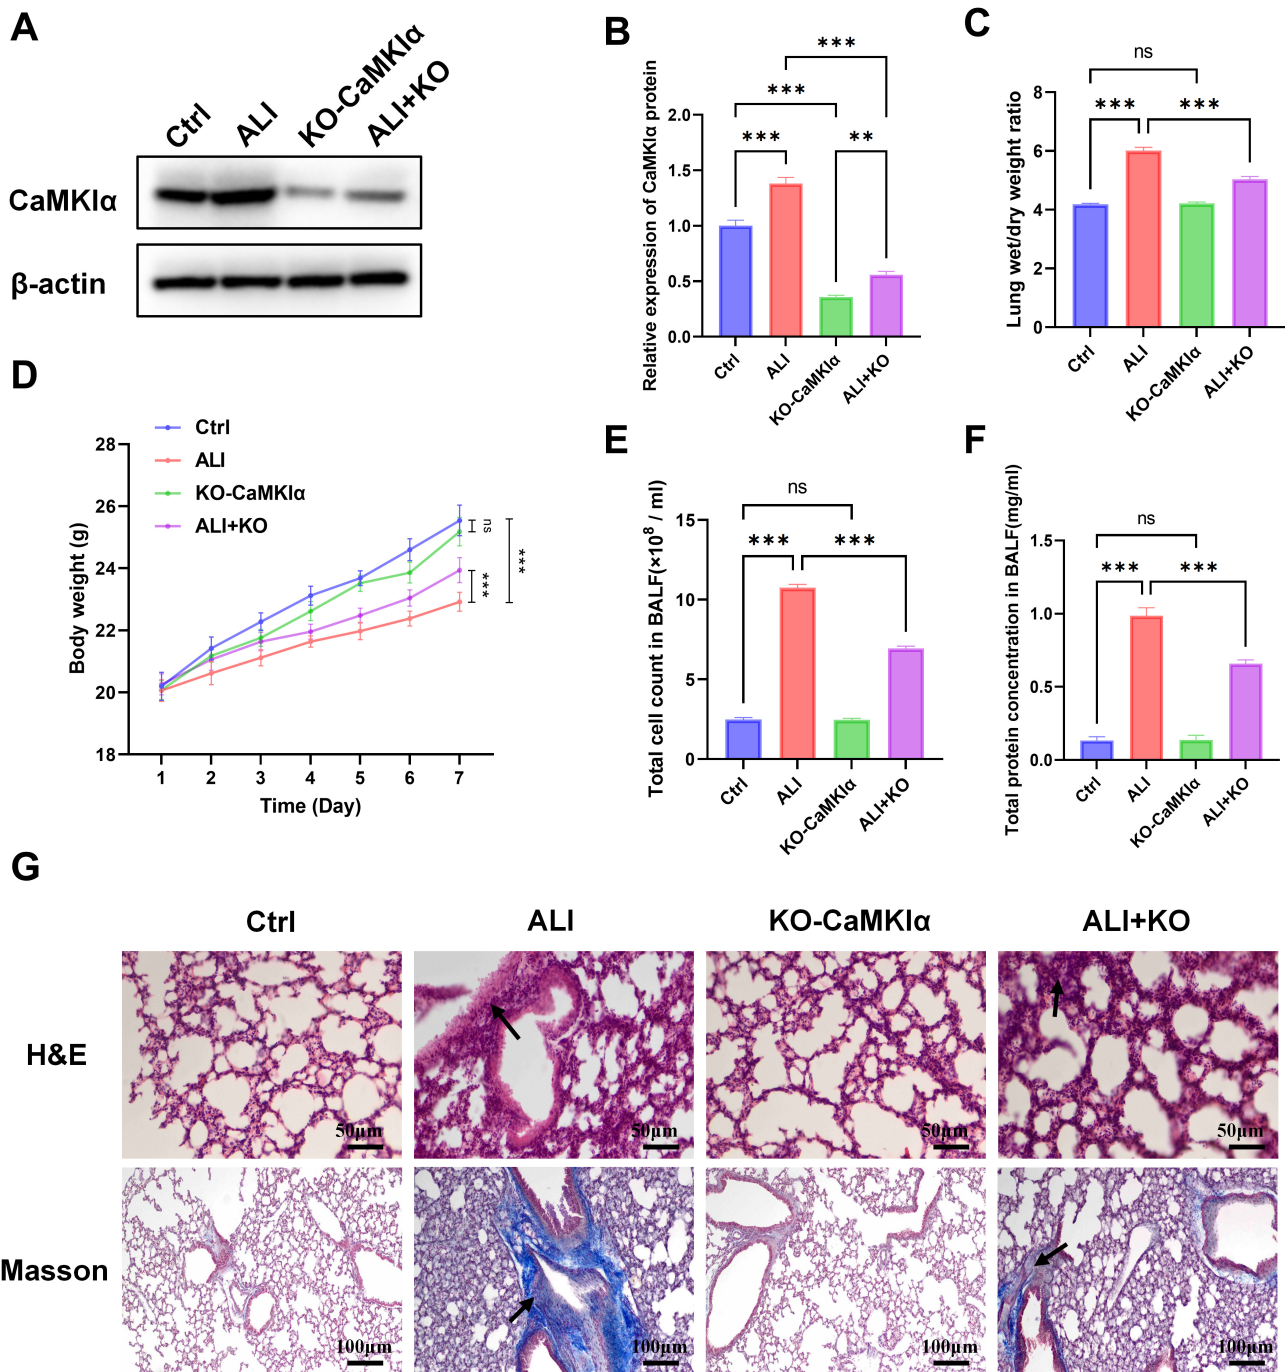 A
Ctrl
ALI
KO-CaMKIα
ALI+KO
CaMKIα
β-actin
B
Relative expression of CaMKIα protein
2.0
1.5
1.0
0.5
0.0
***
***
***
**
Ctrl
ALI
KO-CaMKIα
ALI+KO
C
Lung wet/dry weight ratio
8
6
4
2
0
ns
***
***
Ctrl
ALI
KO-CaMKIα
ALI+KO
D
Ctrl
ALI
KO-CaMKIα
ALI+KO
Body weight (g)
28
26
24
22
20
18
ns
***
***
1 2 3 4 5 6 7
Time (Day)
E
Total cell count in BALF(×10⁸ / ml)
15
10
5
0
ns
***
***
Ctrl
ALI
KO-CaMKIα
ALI+KO
F
Total protein concentration in BALF(mg/ml)
1.5
1.0
0.5
0.0
ns
***
***
Ctrl
ALI
KO-CaMKIα
ALI+KO
G
Ctrl ALI KO-CaMKIα ALI+KO
H&E
50μm 50μm 50μm 50μm
Masson
100μm 100μm 100μm 100μm